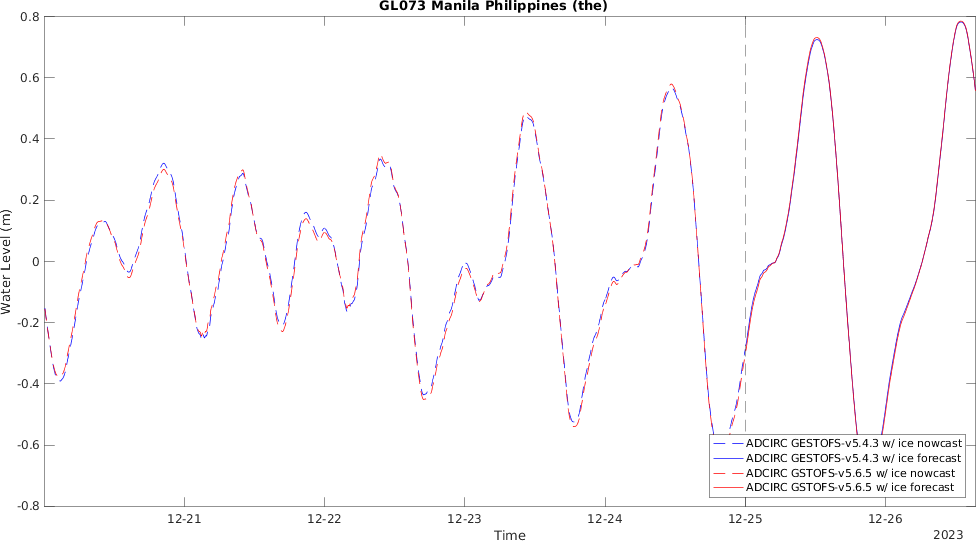 GL073 Manila Philippines (the)
Water Level (m)
0.8
0.6
0.4
0.2
0
-0.2
-0.4
-0.6
-0.8
ADCIRC GESTOFS-v5.4.3 w/ ice nowcast
ADCIRC GESTOFS-v5.4.3 w/ ice forecast
ADCIRC GSTOFS-v5.6.5 w/ ice nowcast
ADCIRC GSTOFS-v5.6.5 w/ ice forecast
12-21 12-22 12-23 12-24 12-25 12-26
Time
2023